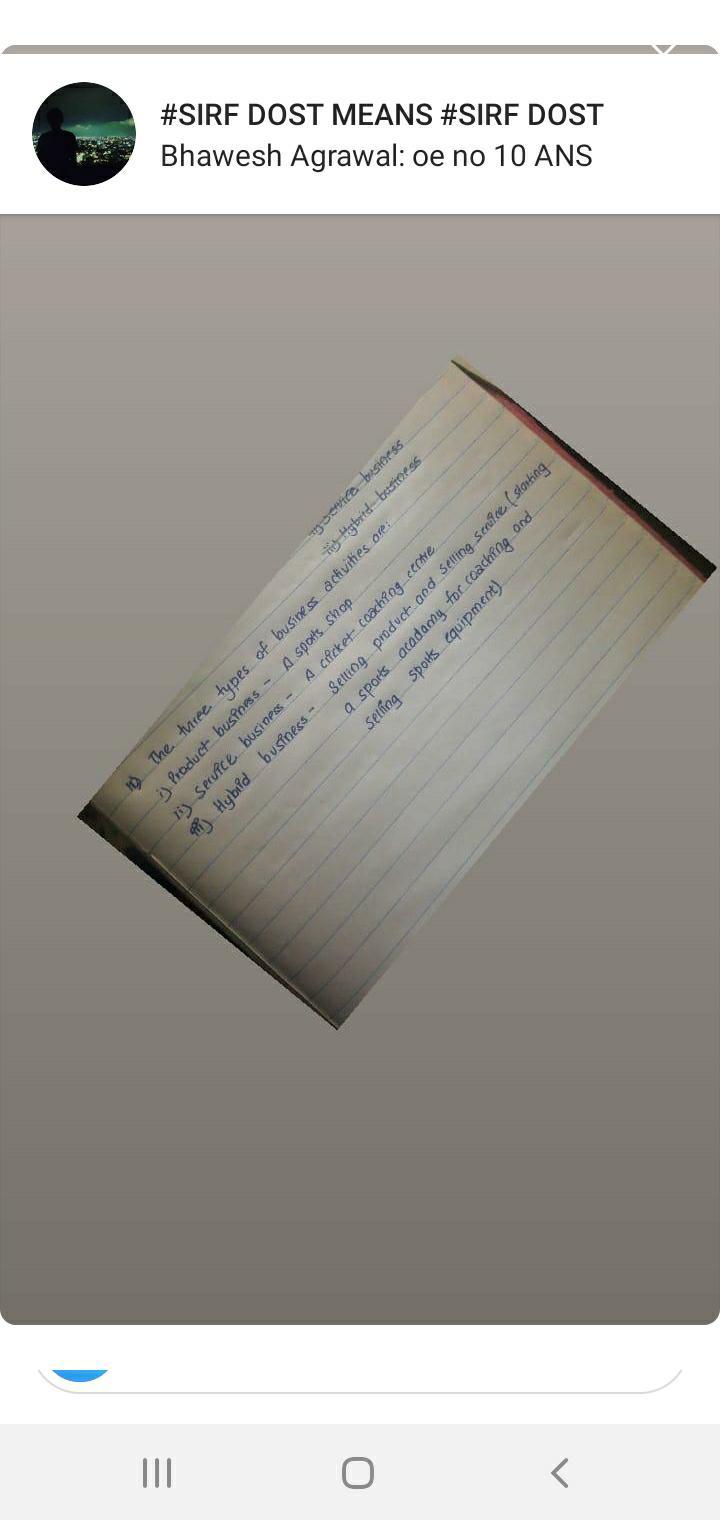 #SIRF DOST MEANS #SIRF DOST
Bhawesh Agrawal: oe no 10 ANS
ii) Service business
iii) Hybrid business
10) The three types of business activities are:
i) Product business - A sports shop
ii) Service business - A cricket coaching centre
iii) Hybrid business - Selling product and selling service (starting
a sports acadamy for coaching and
selling sports equipment)